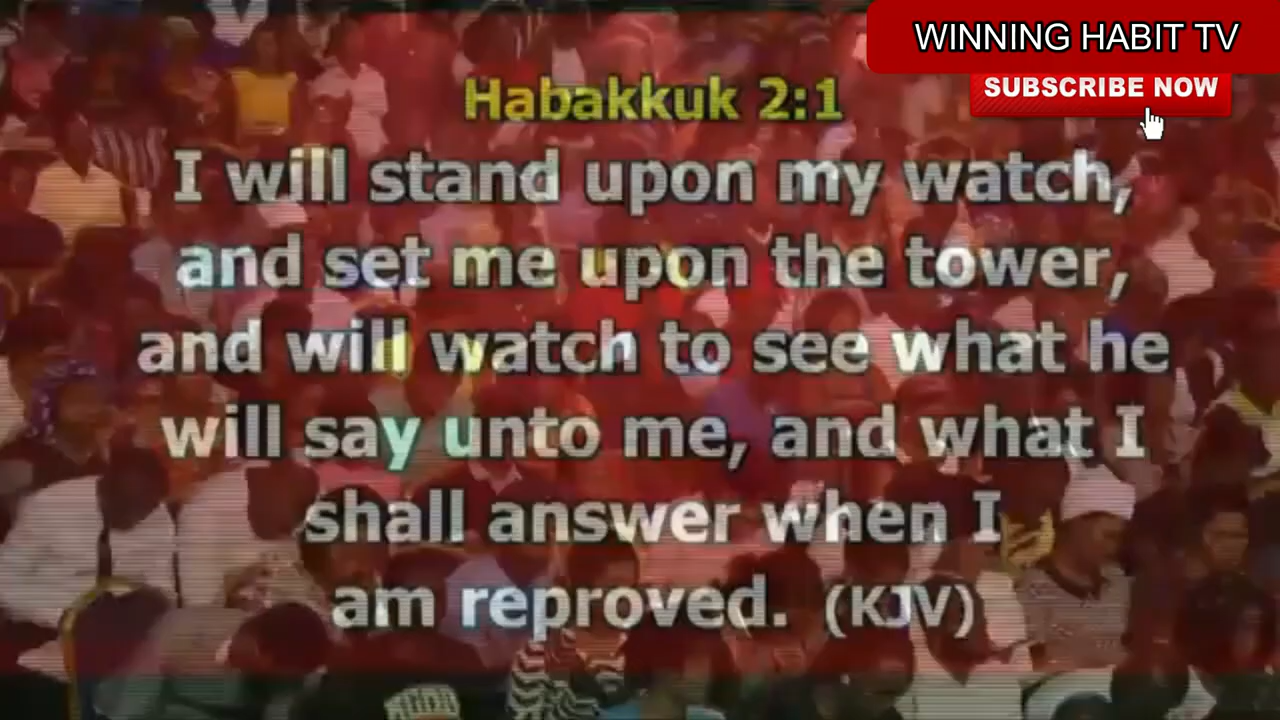 WINNING HABIT TV
SUBSCRIBE NOW
Habakkuk 2:1
I will stand upon my watch,
and set me upon the tower,
and will watch to see what he
will say unto me, and what I
shall answer when I
am reproved. (KJV)